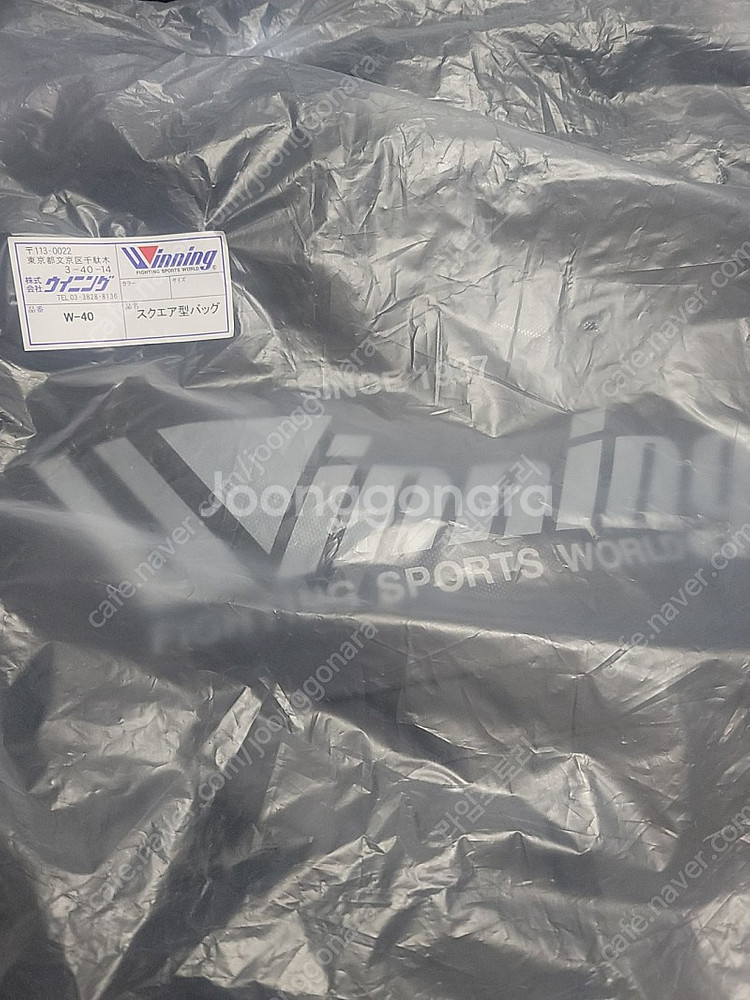 〒113-0022
東京都文京区千駄木
3-40-14
株式会社 ウイニング
TEL.03-3828-8136
Winning
FIGHTING SPORTS WORLD
カラー サイズ
品番 W-40
品名 スクエア型バッグ
SINCE 1937
Winning
FIGHTING SPORTS WORLD
Joonggonara
cafe.naver.com/joonggonara